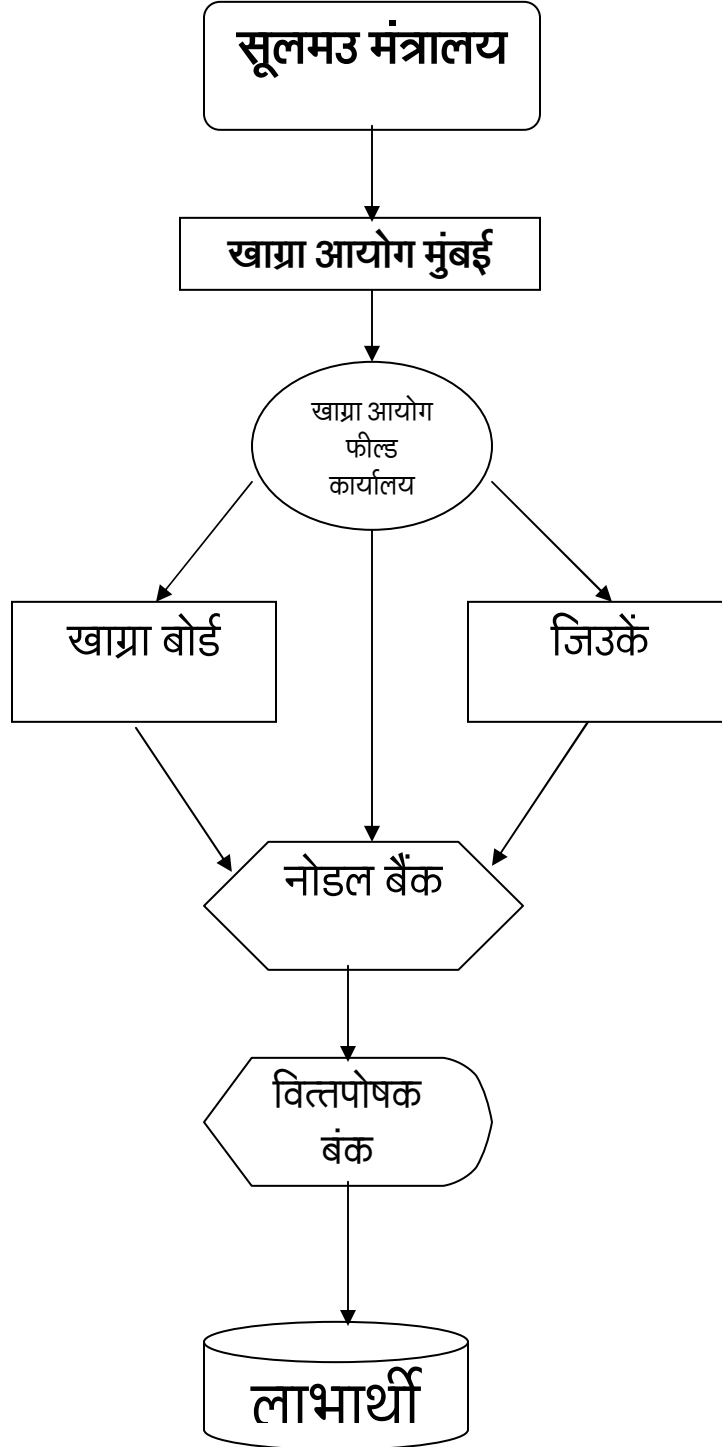 सूलमउ मंत्रालय
खाग्रा आयोग मुंबई
खाग्रा आयोग
फील्ड
कार्यालय
खाग्रा बोर्ड
जिउकें
नोडल बैंक
वित्तपोषक
बंक
लाभार्थी